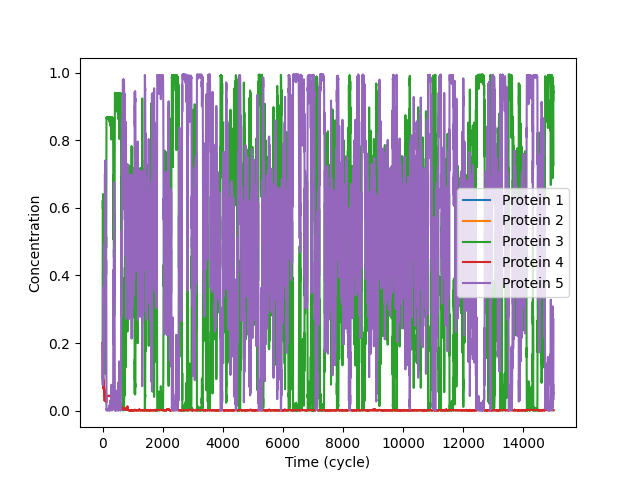 1.0
0.8
0.6
0.4
0.2
0.0
Concentration
Protein 1
Protein 2
Protein 3
Protein 4
Protein 5
0 2000 4000 6000 8000 10000 12000 14000
Time (cycle)